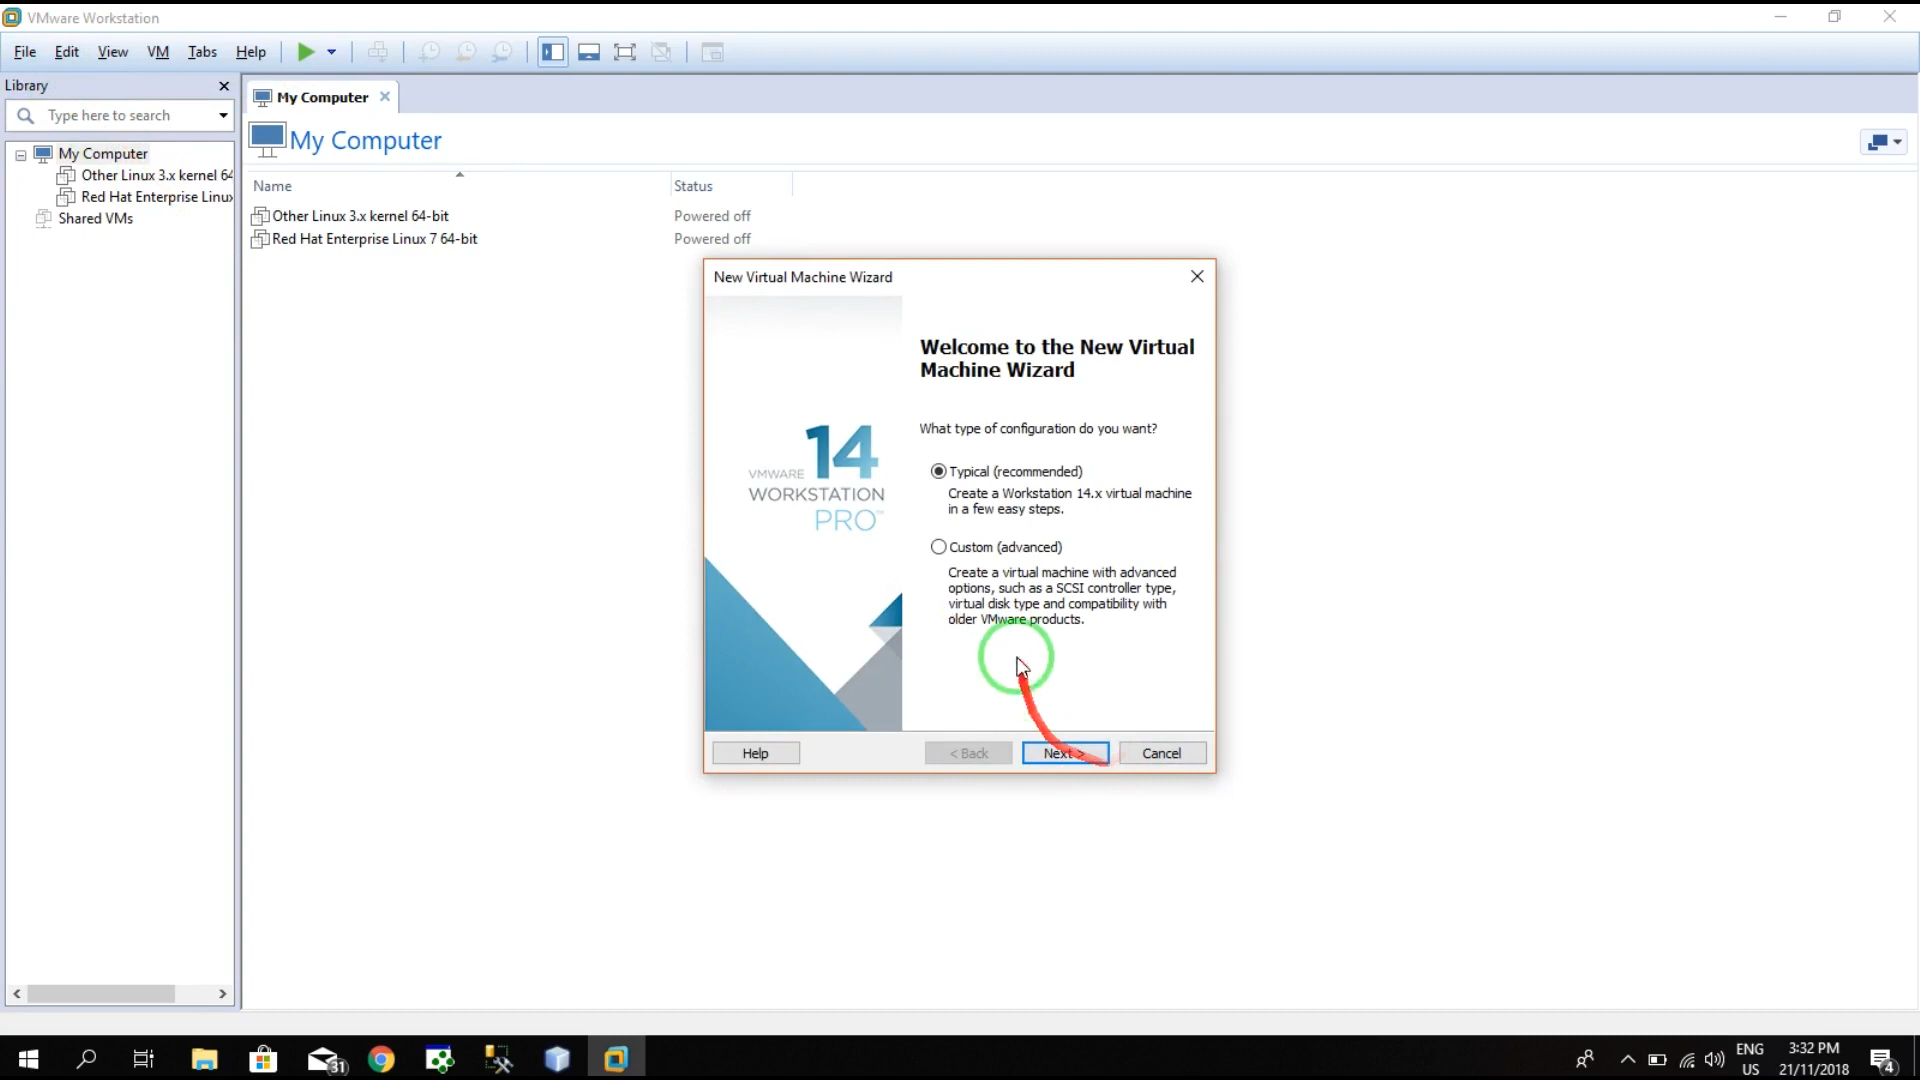 VMware Workstation
File Edit View VM Tabs Help
Library
Type here to search
My Computer
Other Linux 3.x kernel 64
Red Hat Enterprise Linux
Shared VMs
My Computer
My Computer
Name Status
Other Linux 3.x kernel 64-bit Powered off
Red Hat Enterprise Linux 7 64-bit Powered off
New Virtual Machine Wizard
VMWARE 14
WORKSTATION
PRO™
Welcome to the New Virtual
Machine Wizard
What type of configuration do you want?
Typical (recommended)
Create a Workstation 14.x virtual machine
in a few easy steps.
Custom (advanced)
Create a virtual machine with advanced
options, such as a SCSI controller type,
virtual disk type and compatibility with
older VMware products.
Help < Back Next > Cancel
31
ENG
US
3:32 PM
21/11/2018
4